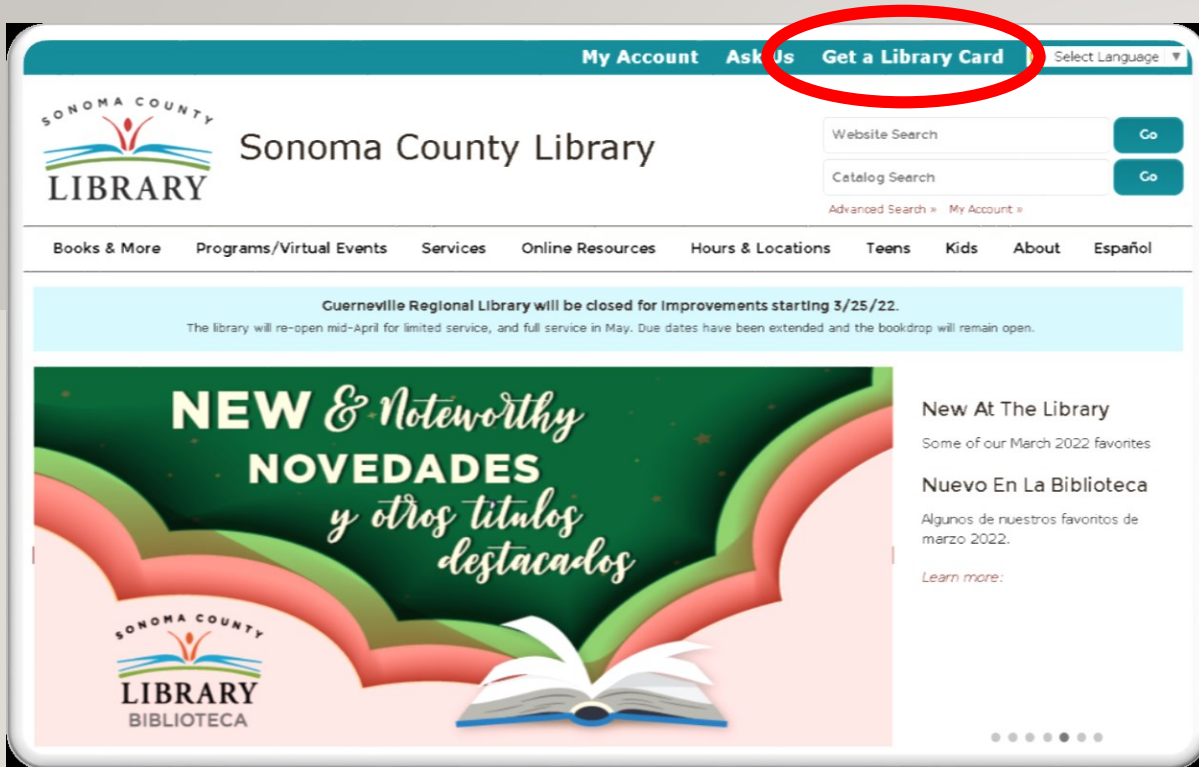 My Account Ask Us Get a Library Card Select Language ▼
SONOMA COUNTY
LIBRARY
Sonoma County Library
Website Search Go
Catalog Search Go
Advanced Search » My Account »
Books & More Programs/Virtual Events Services Online Resources Hours & Locations Teens Kids About Español
Guerneville Regional Library will be closed for improvements starting 3/25/22.
The library will re-open mid-April for limited service, and full service in May. Due dates have been extended and the bookdrop will remain open.
NEW & Noteworthy
NOVEDADES
y otros titulos
destacados
SONOMA COUNTY
LIBRARY
BIBLIOTECA
New At The Library
Some of our March 2022 favorites
Nuevo En La Biblioteca
Algunos de nuestros favoritos de
marzo 2022.
Learn more: